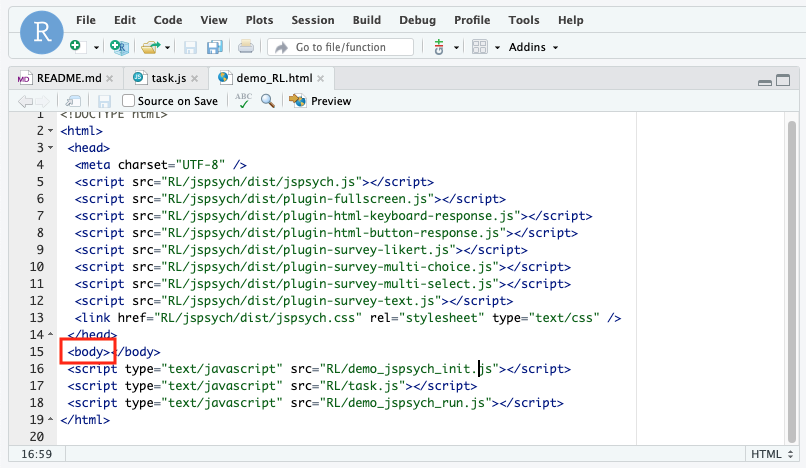 R
File Edit Code View Plots Session Build Debug Profile Tools Help
R Go to file/function Addins
MD README.md JS task.js demo_RL.html
Source on Save ABC Preview
1 <!DOCTYPE html>
2 <html>
3 <head>
4 <meta charset="UTF-8" />
5 <script src="RL/jspsych/dist/jspsych.js"></script>
6 <script src="RL/jspsych/dist/plugin-fullscreen.js"></script>
7 <script src="RL/jspsych/dist/plugin-html-keyboard-response.js"></script>
8 <script src="RL/jspsych/dist/plugin-html-button-response.js"></script>
9 <script src="RL/jspsych/dist/plugin-survey-likert.js"></script>
10 <script src="RL/jspsych/dist/plugin-survey-multi-choice.js"></script>
11 <script src="RL/jspsych/dist/plugin-survey-multi-select.js"></script>
12 <script src="RL/jspsych/dist/plugin-survey-text.js"></script>
13 <link href="RL/jspsych/dist/jspsych.css" rel="stylesheet" type="text/css" />
14 </head>
15 <body></body>
16 <script type="text/javascript" src="RL/demo_jspsych_init.js"></script>
17 <script type="text/javascript" src="RL/task.js"></script>
18 <script type="text/javascript" src="RL/demo_jspsych_run.js"></script>
19 </html>
20
16:59 HTML